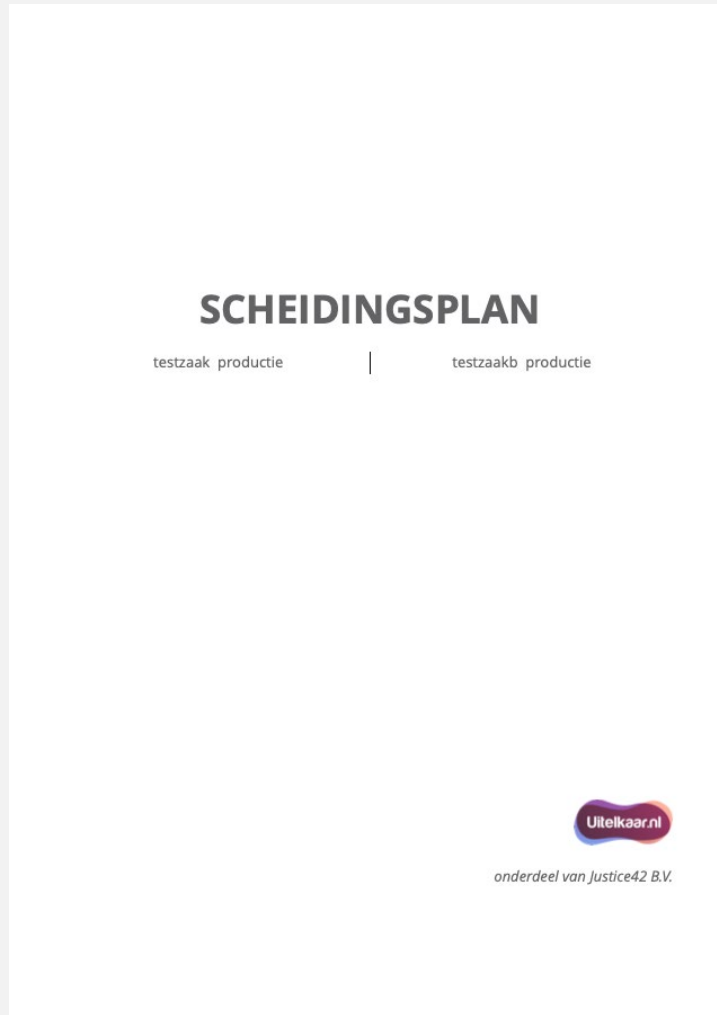 SCHEIDINGSPLAN
testzaak productie | testzaakb productie
Uitelkaar.nl
onderdeel van Justice42 B.V.